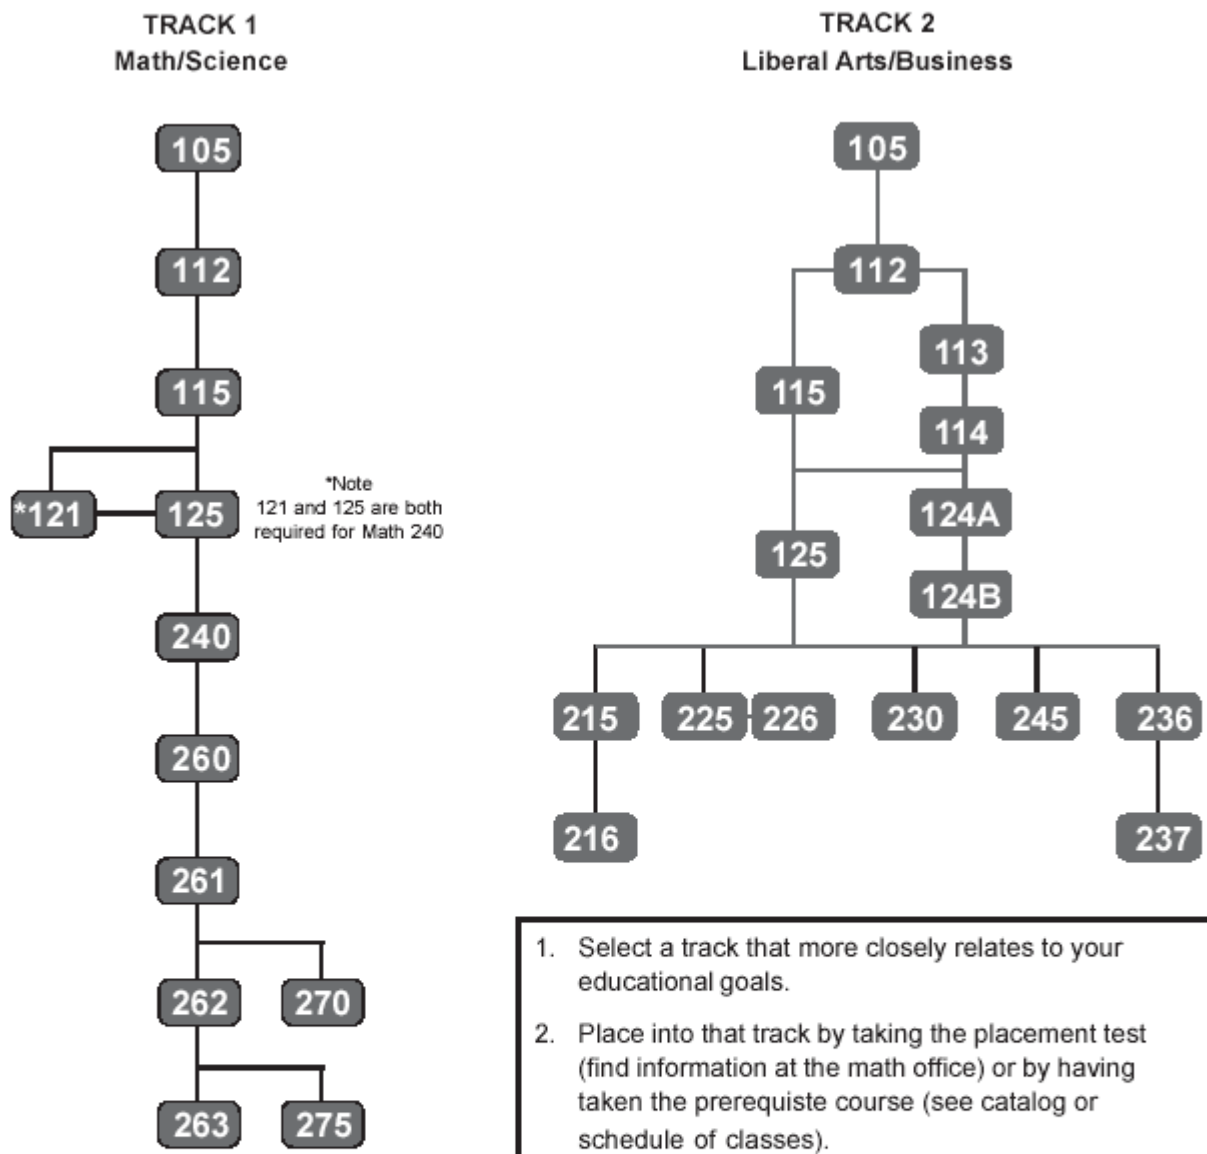 TRACK 1
Math/Science
105
112
115
*121
125
*Note
121 and 125 are both
required for Math 240
240
260
261
262
270
263
275
TRACK 2
Liberal Arts/Business
105
112
113
115
114
124A
125
124B
215
225
226
230
245
236
216
237
1. Select a track that more closely relates to your
educational goals.
2. Place into that track by taking the placement test
(find information at the math office) or by having
taken the prerequiste course (see catalog or
schedule of classes).